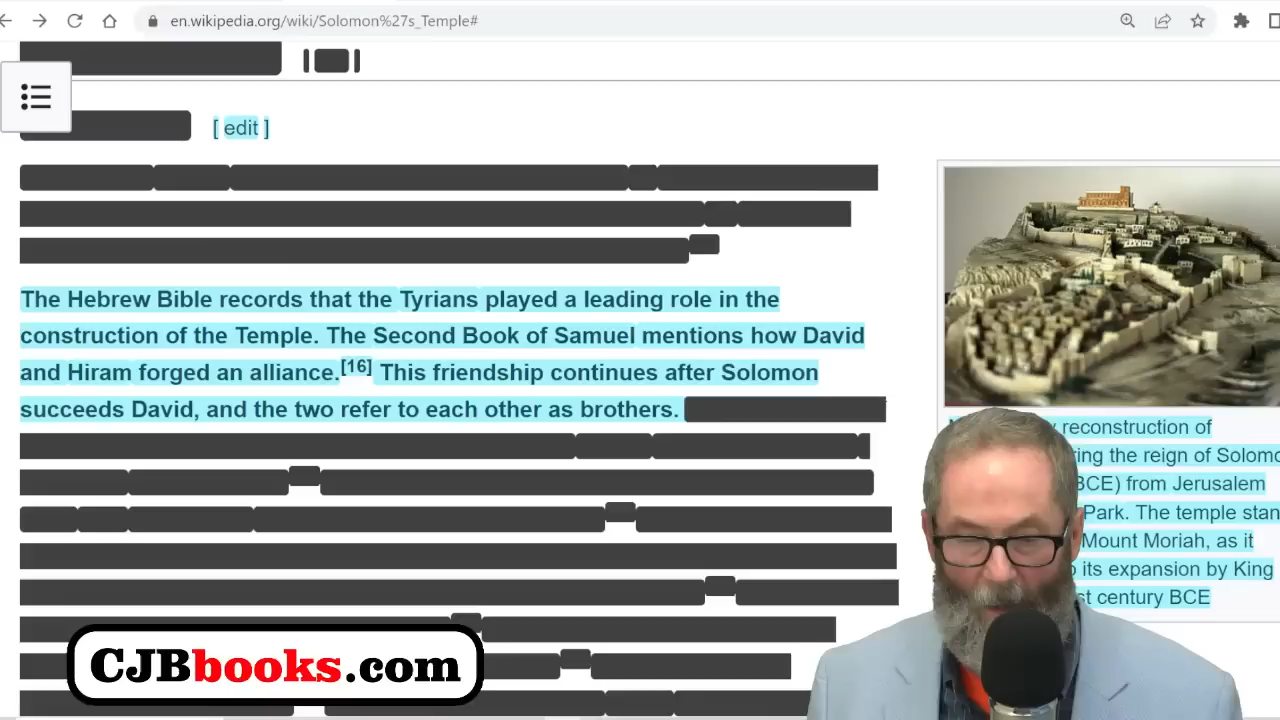 en.wikipedia.org/wiki/Solomon%27s_Temple#
[ edit ]
The Hebrew Bible records that the Tyrians played a leading role in the
construction of the Temple. The Second Book of Samuel mentions how David
and Hiram forged an alliance.[16] This friendship continues after Solomon
succeeds David, and the two refer to each other as brothers.
reconstruction of
the reign of
BCE) from Jerusalem
Park. The temple
Mount Moriah, as it
its expansion by King
century BCE
CJBbooks.com